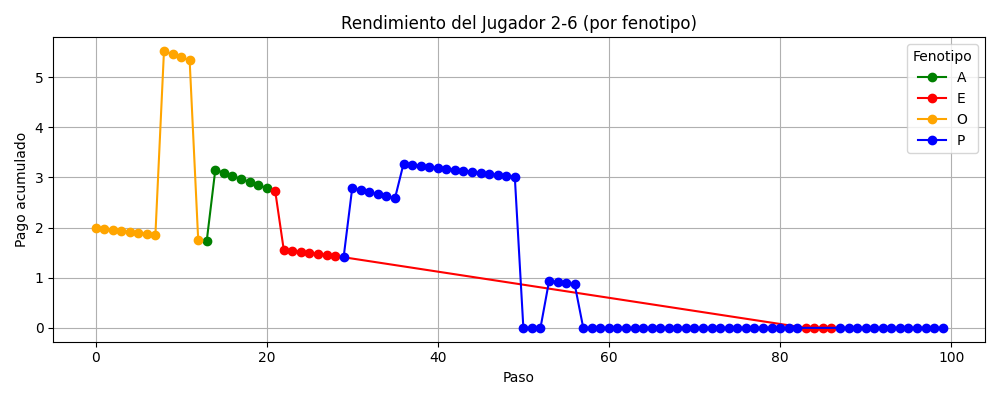 Rendimiento del Jugador 2-6 (por fenotipo)
Pago acumulado
5
4
3
2
1
0
Fenotipo
A
E
O
P
0 20 40 60 80 100
Paso